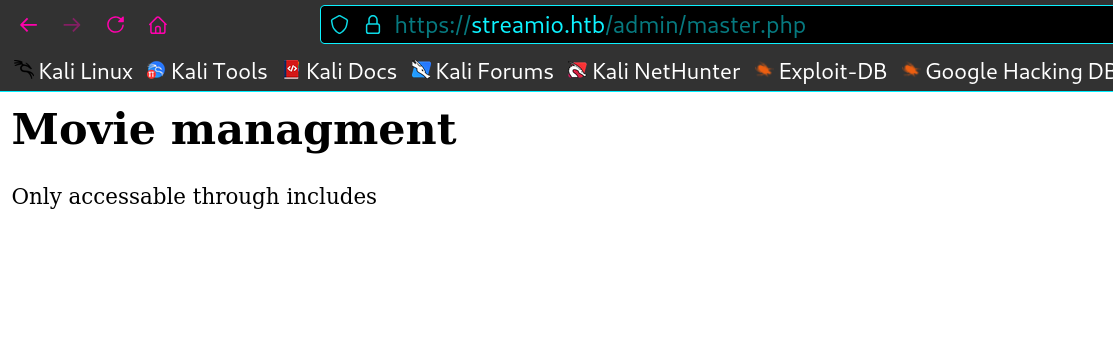 https://streamio.htb/admin/master.php
Kali Linux Kali Tools Kali Docs Kali Forums Kali NetHunter Exploit-DB Google Hacking DB
Movie managment
Only accessable through includes